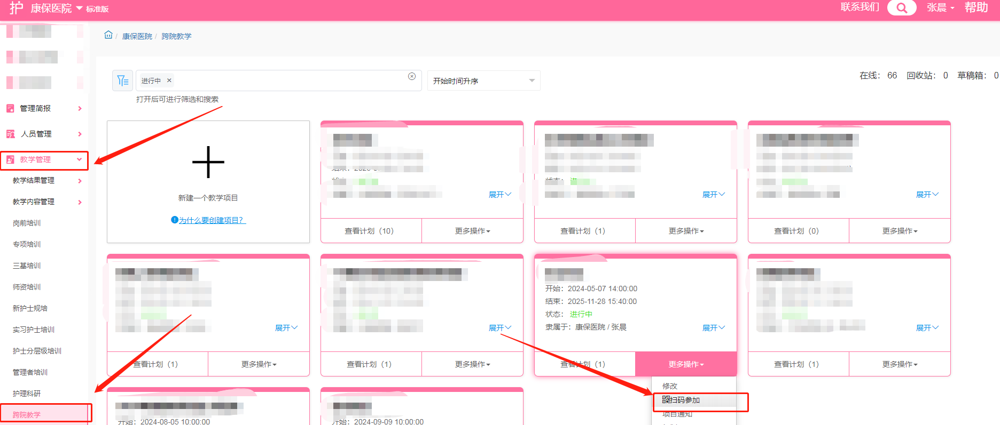 护 康保医院 标准版
联系我们 张晨 帮助
/ 康保医院 / 跨院教学
进行中 ×
开始时间升序
在线： 66 回收站： 0 草稿箱： 0
打开后可进行筛选和搜索
管理简报
人员管理
教学管理
教学结果管理
教学内容管理
岗前培训
专项培训
三基培训
师资培训
新护士规培
实习护士培训
护士分层级培训
管理者培训
护理科研
跨院教学
新建一个教学项目
为什么要创建项目？
展开
查看计划（10） 更多操作
展开
查看计划（1） 更多操作
展开
查看计划（0） 更多操作
展开
查看计划（1） 更多操作
展开
查看计划（1） 更多操作
开始：2024-05-07 14:00:00
结束：2025-11-28 15:40:00
状态： 进行中
隶属于：康保医院 / 张晨
展开
查看计划（1） 更多操作
修改
扫码参加
项目通知
展开
查看计划（1） 更多操作
开始：2024-08-05 10:00:00
开始：2024-09-09 10:00:00